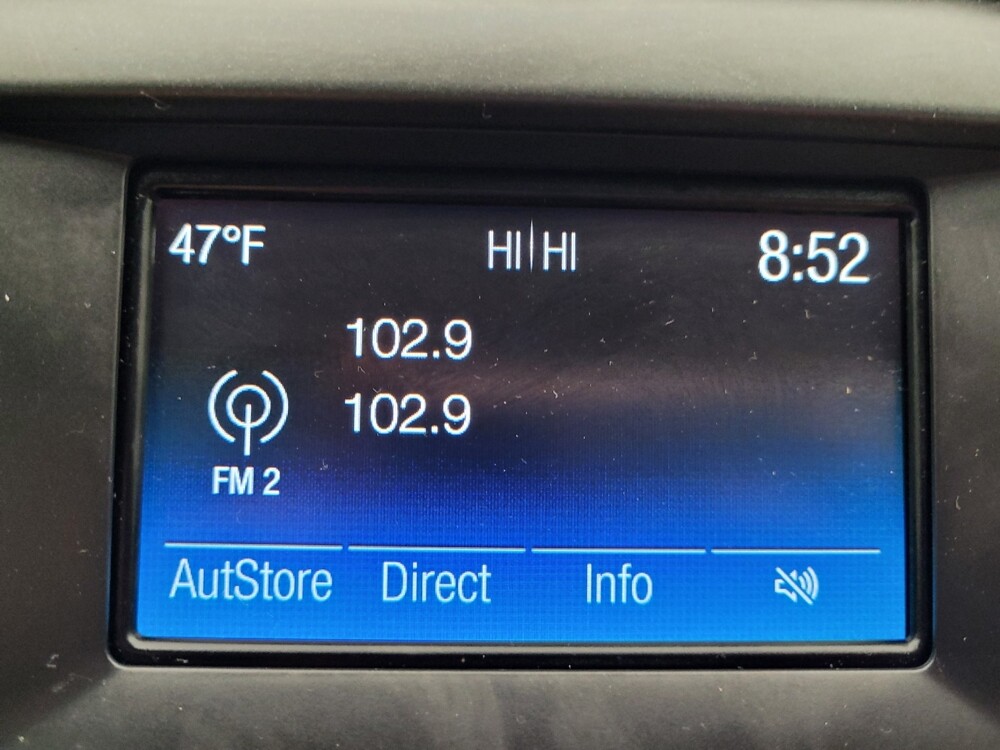 47°F HI HI 8:52
102.9
102.9
FM 2
AutStore Direct Info